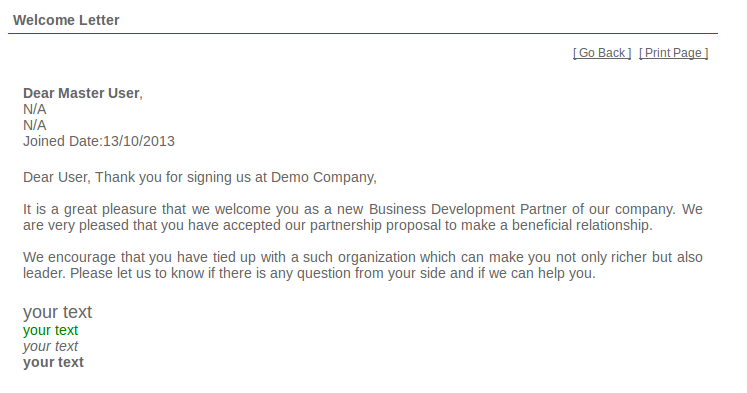 Welcome Letter
[ Go Back ] [ Print Page ]
Dear Master User,
N/A
N/A
Joined Date:13/10/2013
Dear User, Thank you for signing us at Demo Company,
It is a great pleasure that we welcome you as a new Business Development Partner of our company. We
are very pleased that you have accepted our partnership proposal to make a beneficial relationship.
We encourage that you have tied up with a such organization which can make you not only richer but also
leader. Please let us to know if there is any question from your side and if we can help you.
your text
your text
your text
your text